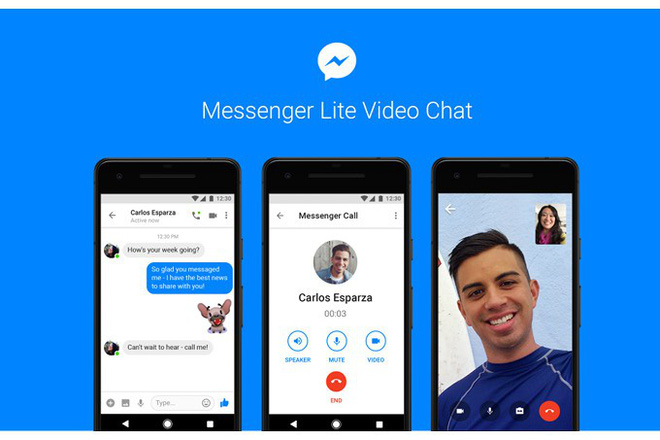 Messenger Lite Video Chat
12:30
Carlos Esparza
Active now
12:30 PM
How's your week going?
So glad you messaged
me - I have the best news
to share with you!
Can't wait to hear - call me!
Type...
12:30
Messenger Call
Carlos Esparza
00:03
SPEAKER
MUTE
VIDEO
END
12:30